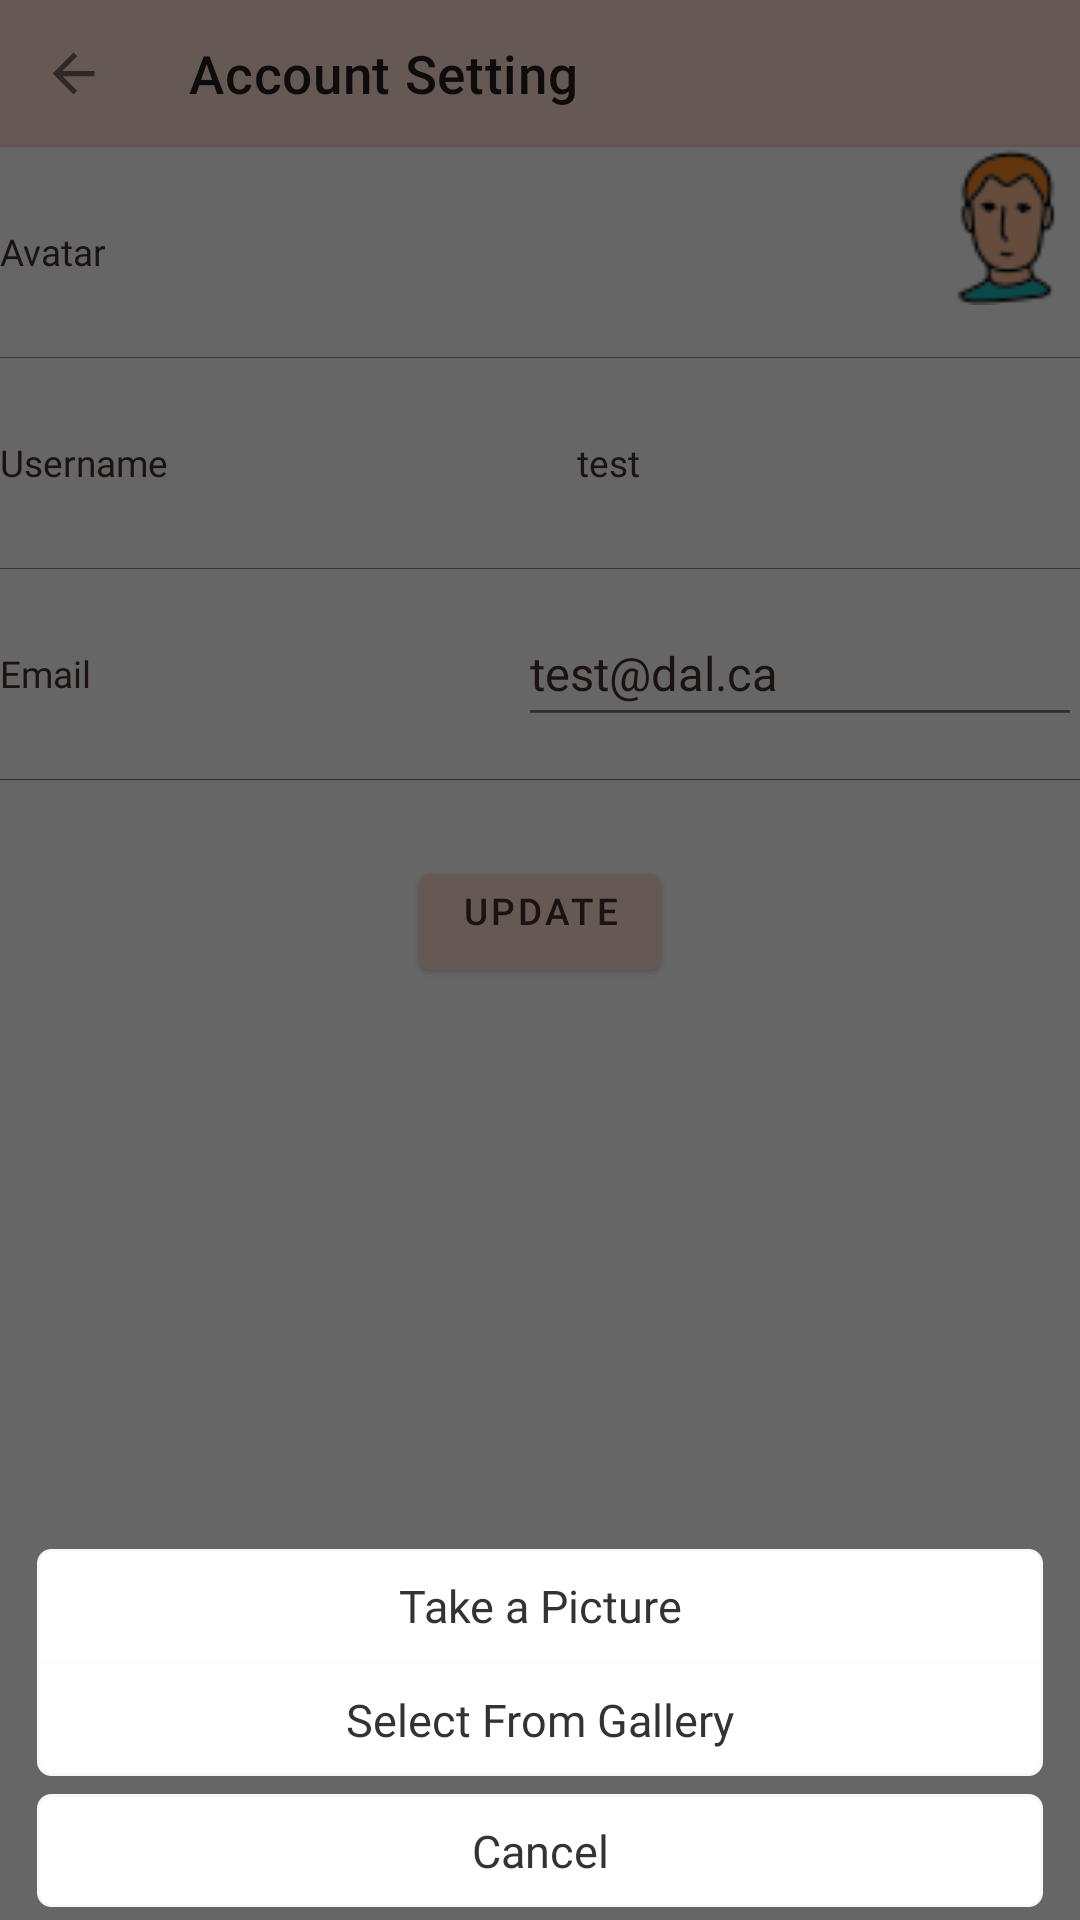 Account Setting
Avatar
Username test
Email test@dal.ca
UPDATE
Take a Picture
Select From Gallery
Cancel